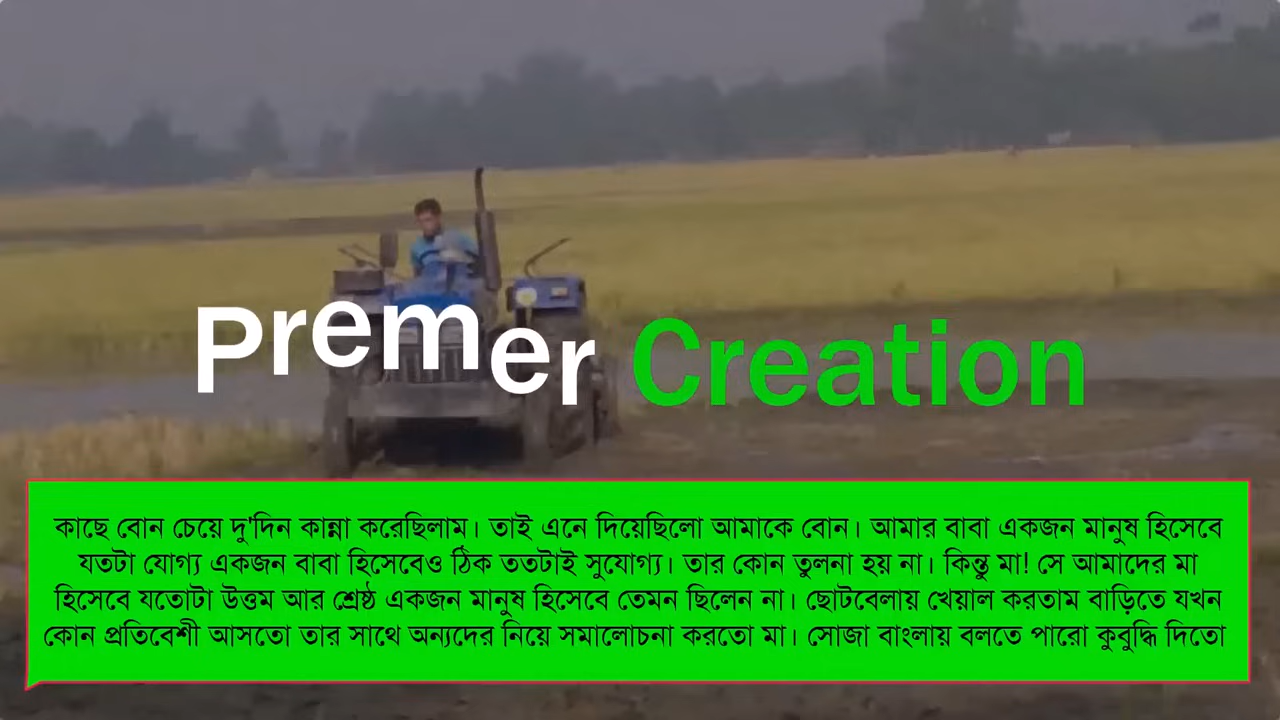 Premer Creation
কাছে বোন চেয়ে দু'দিন কান্না করেছিলাম। তাই এনে দিয়েছিলো আমাকে বোন। আমার বাবা একজন মানুষ হিসেবে
যতটা যোগ্য একজন বাবা হিসেবেও ঠিক ততটাই সুযোগ্য। তার কোন তুলনা হয় না। কিন্তু মা! সে আমাদের মা
হিসেবে যতোটা উত্তম আর শ্রেষ্ঠ একজন মানুষ হিসেবে তেমন ছিলেন না। ছোটবেলায় খেয়াল করতাম বাড়িতে যখন
কোন প্রতিবেশী আসতো তার সাথে অন্যদের নিয়ে সমালোচনা করতো মা। সোজা বাংলায় বলতে পারো কুবুদ্ধি দিতো